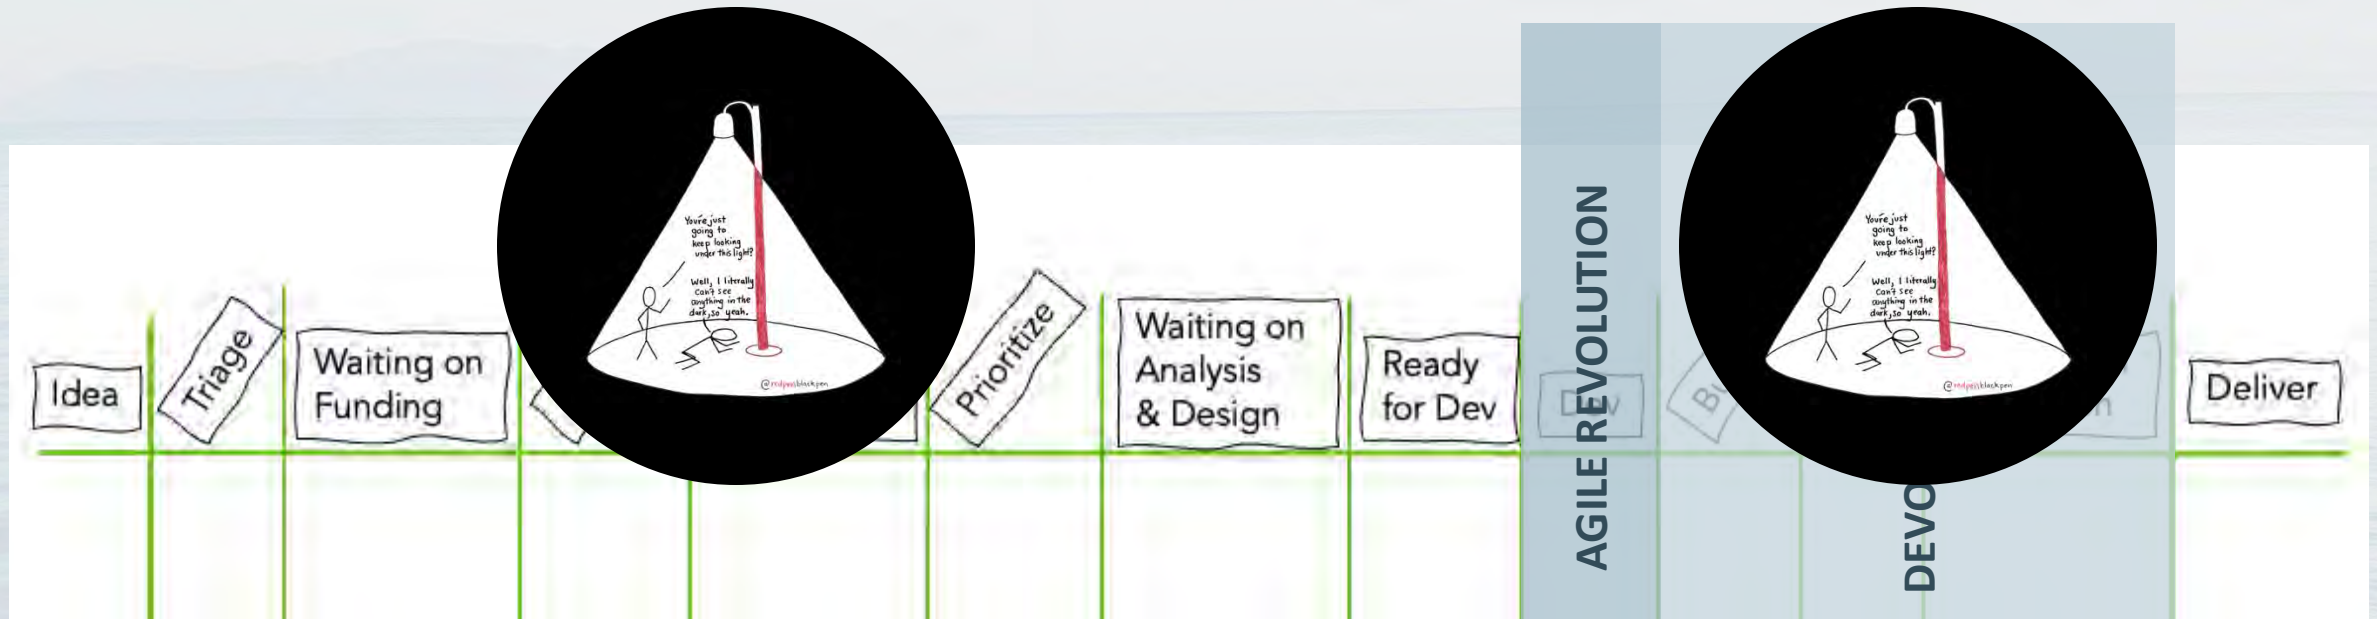 Idea
Triage
Waiting on
Funding
You're just
going to
keep looking
under this light?
Well, I literally
can't see
anything in the
dark, so yeah.
@redpenblackpen
Prioritize
Waiting on
Analysis
& Design
Ready
for Dev
Dev
AGILE REVOLUTION
You're just
going to
keep looking
under this light?
Well, I literally
can't see
anything in the
dark, so yeah.
@redpenblackpen
DEVO
Deliver